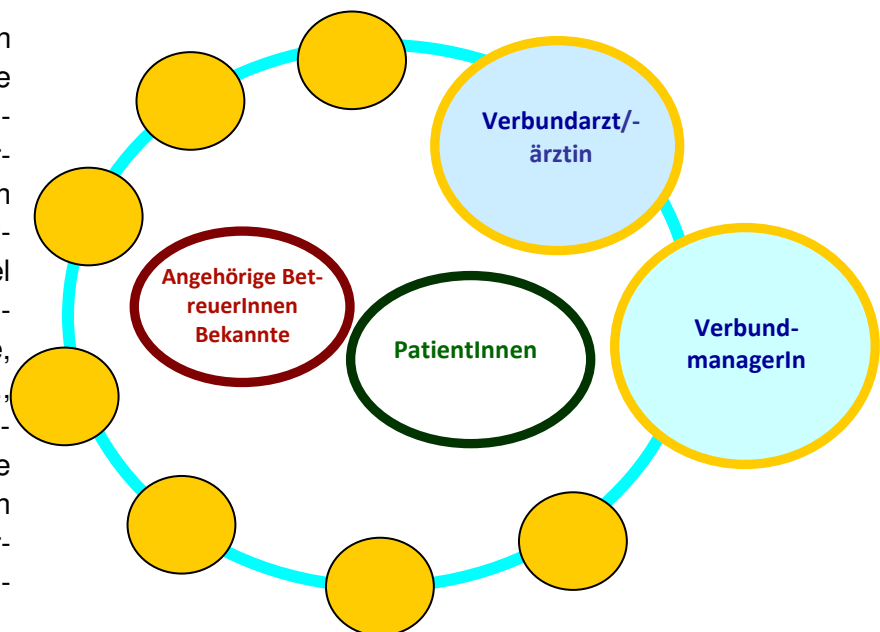 Verbundarzt/-
ärztin
Angehörige Bet-
reuerInnen
Bekannte
PatientInnen
Verbund-
managerIn